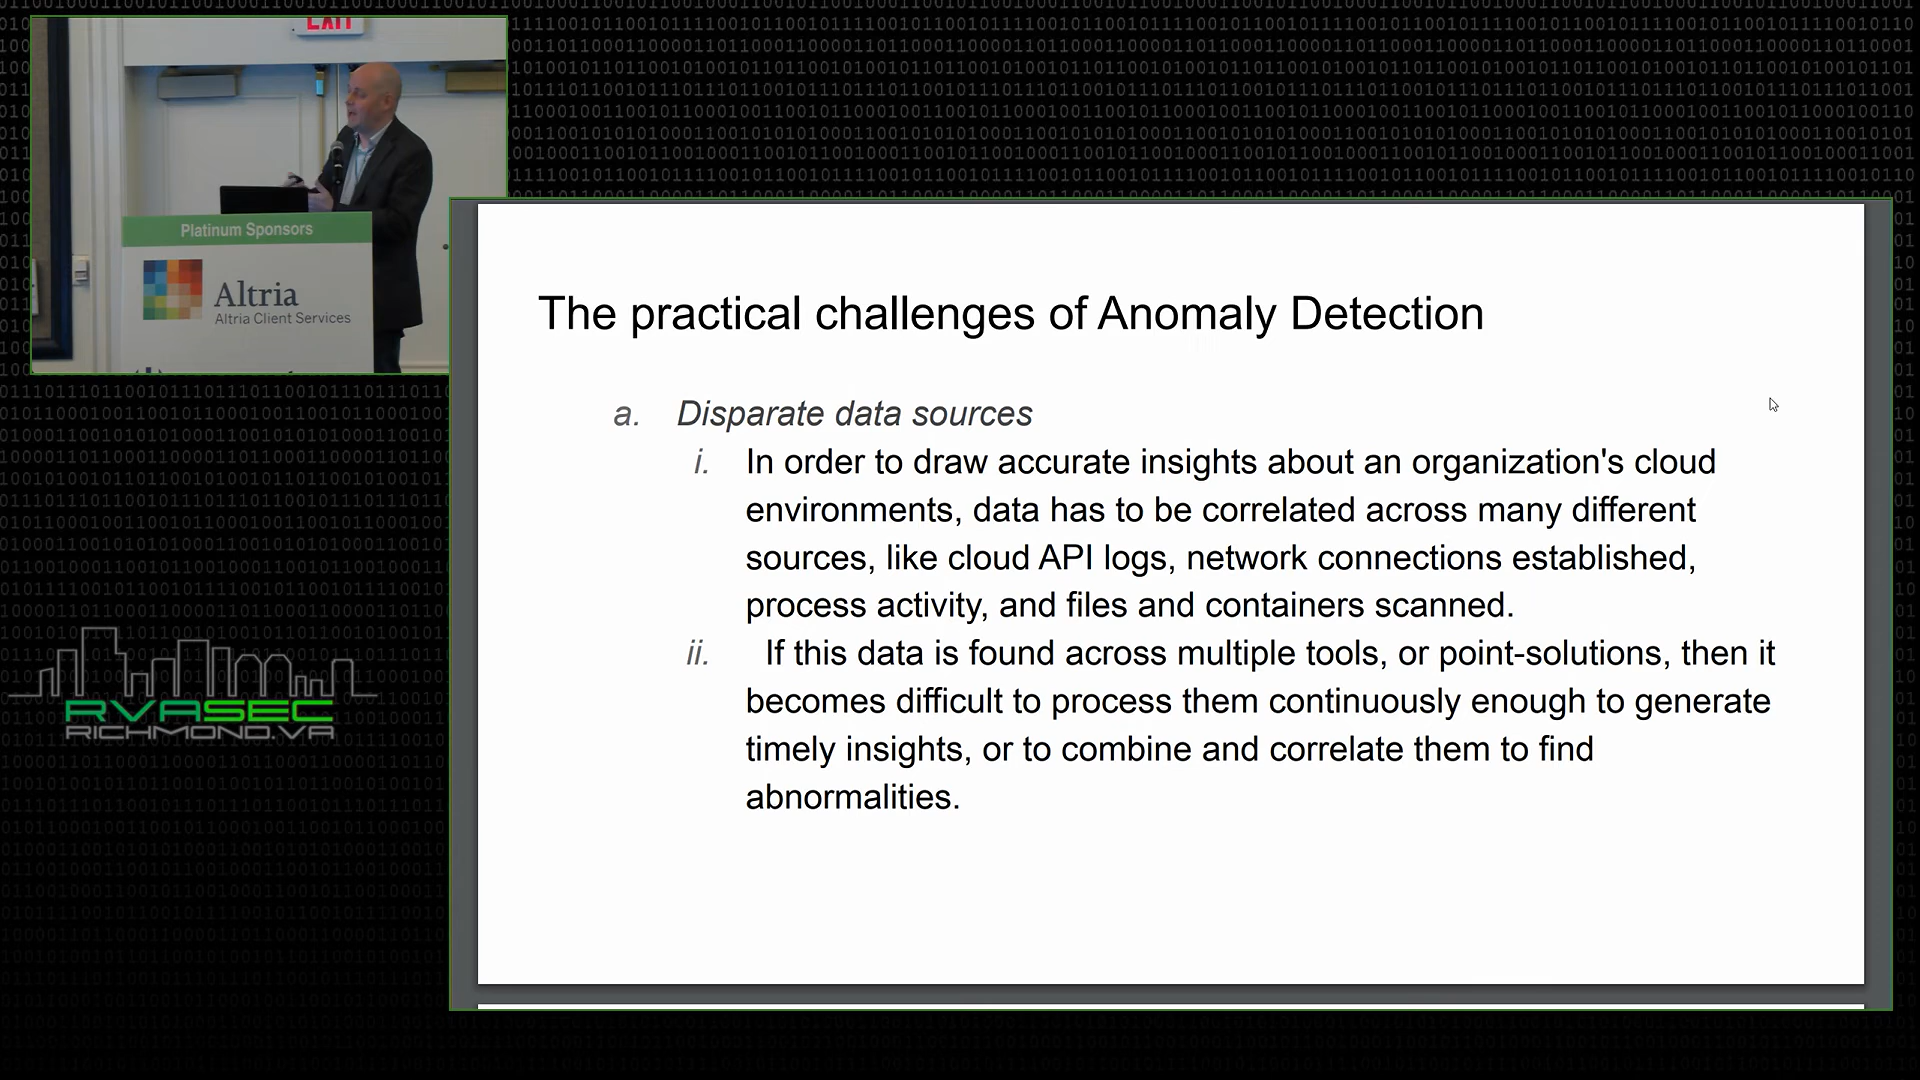 EXIT
Platinum Sponsors
Altria
Altria Client Services
The practical challenges of Anomaly Detection
a. Disparate data sources
i. In order to draw accurate insights about an organization's cloud
environments, data has to be correlated across many different
sources, like cloud API logs, network connections established,
process activity, and files and containers scanned.
ii. If this data is found across multiple tools, or point-solutions, then it
becomes difficult to process them continuously enough to generate
timely insights, or to combine and correlate them to find
abnormalities.
RVASEC
RICHMOND.VA